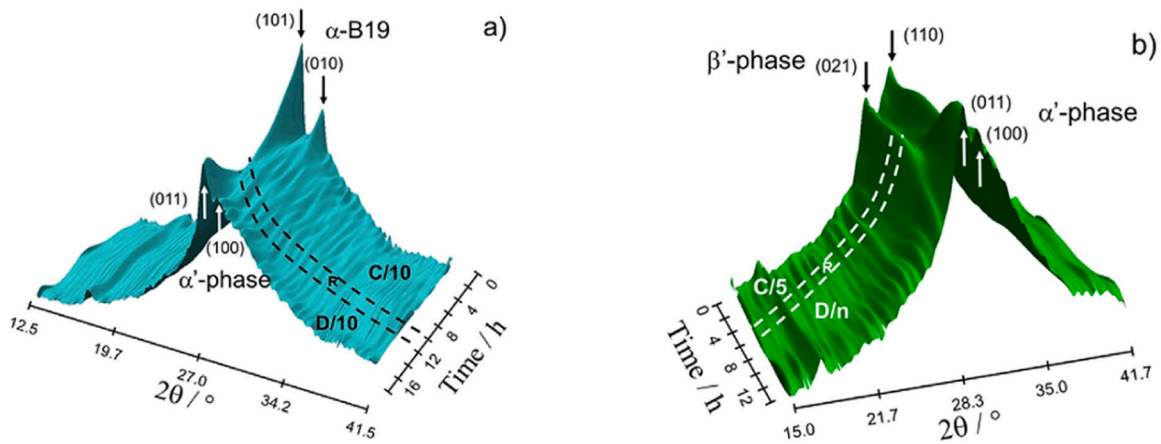 a)
(101)
α-B19
(010)
(011)
(100)
α’-phase
C/10
R
D/10
12.5
19.7
27.0
34.2
41.5
2θ / °
0
4
8
12
16
Time / h
b)
(110)
β’-phase
(021)
(011)
α’-phase
(100)
C/5
R
D/n
0
4
8
12
Time / h
15.0
21.7
28.3
35.0
41.7
2θ / °